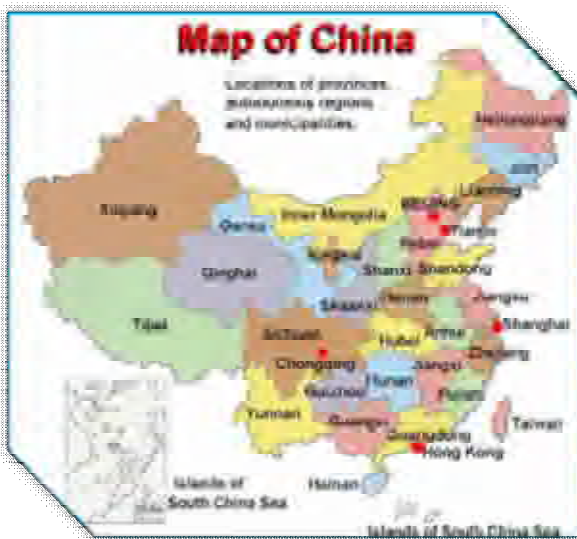 Map of China
Locations of provinces,
autonomous regions
and municipalities.
Heilongjiang
Jilin
Liaoning
Xinjiang
Gansu
Inner Mongolia
Beijing
Tianjin
Hebei
Ningxia
Qinghai
Shanxi
Shandong
Shaanxi
Henan
Jiangsu
Tibet
Sichuan
Hubei
Anhui
Shanghai
Chongqing
Zhejiang
Hunan
Jiangxi
Guizhou
Fujian
Yunnan
Guangxi
Guangdong
Taiwan
Hong Kong
Islands of
South China Sea
Hainan
Islands of South China Sea